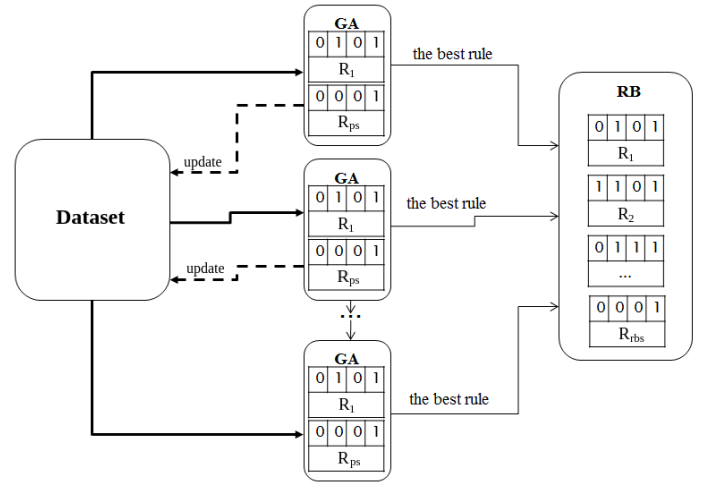 GA
0 1 0 1
R1
0 0 0 1
Rps
the best rule
update
Dataset
GA
0 1 0 1
R1
0 0 0 1
Rps
the best rule
update
...
GA
0 1 0 1
R1
0 0 0 1
Rps
the best rule
RB
0 1 0 1
R1
1 1 0 1
R2
0 1 1 1
...
0 0 0 1
Rrbs